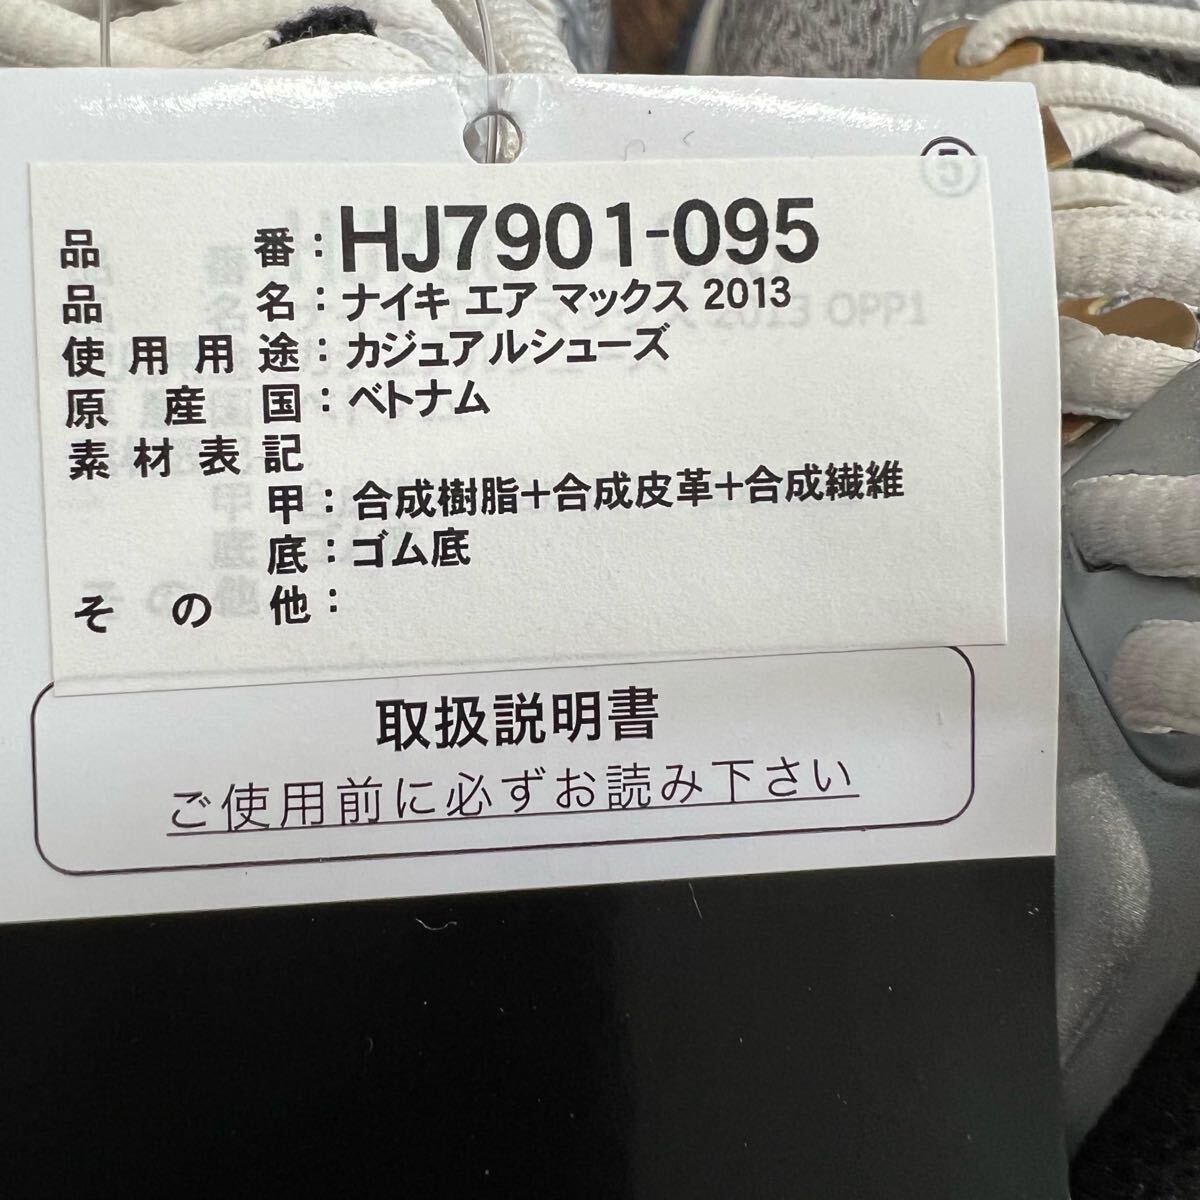 ⑤
品番：HJ7901-095
品名：ナイキ エア マックス 2013
使用用途：カジュアルシューズ
原産国：ベトナム
素材表記
甲：合成樹脂+合成皮革+合成繊維
底：ゴム底
その他：
取扱説明書
ご使用前に必ずお読み下さい